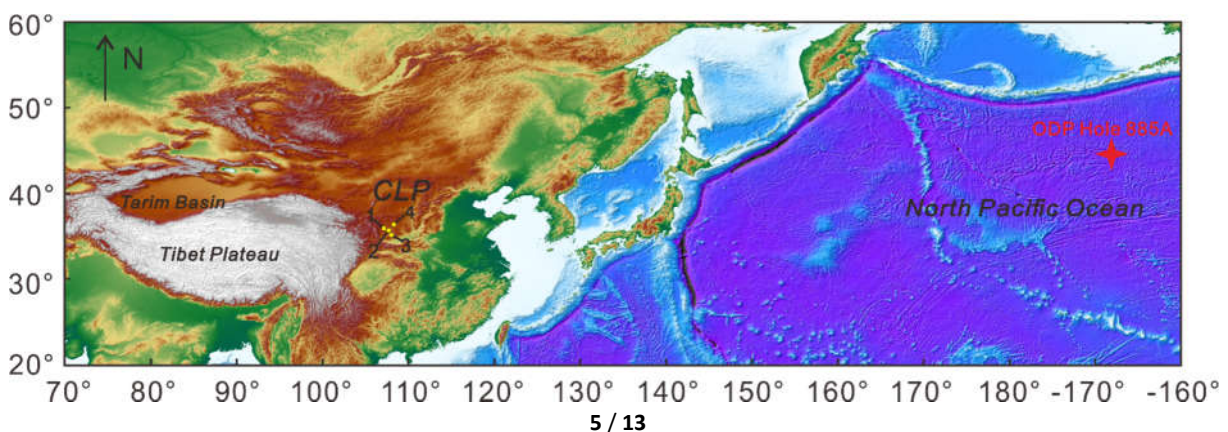 60°
N
50°
ODP Hole 885A
40°
CLP
Tarim Basin
1 4
North Pacific Ocean
2 3
Tibet Plateau
30°
20°
70° 80° 90° 100° 110° 120° 130° 140° 150° 160° 170° 180° -170° -160°
5 / 13